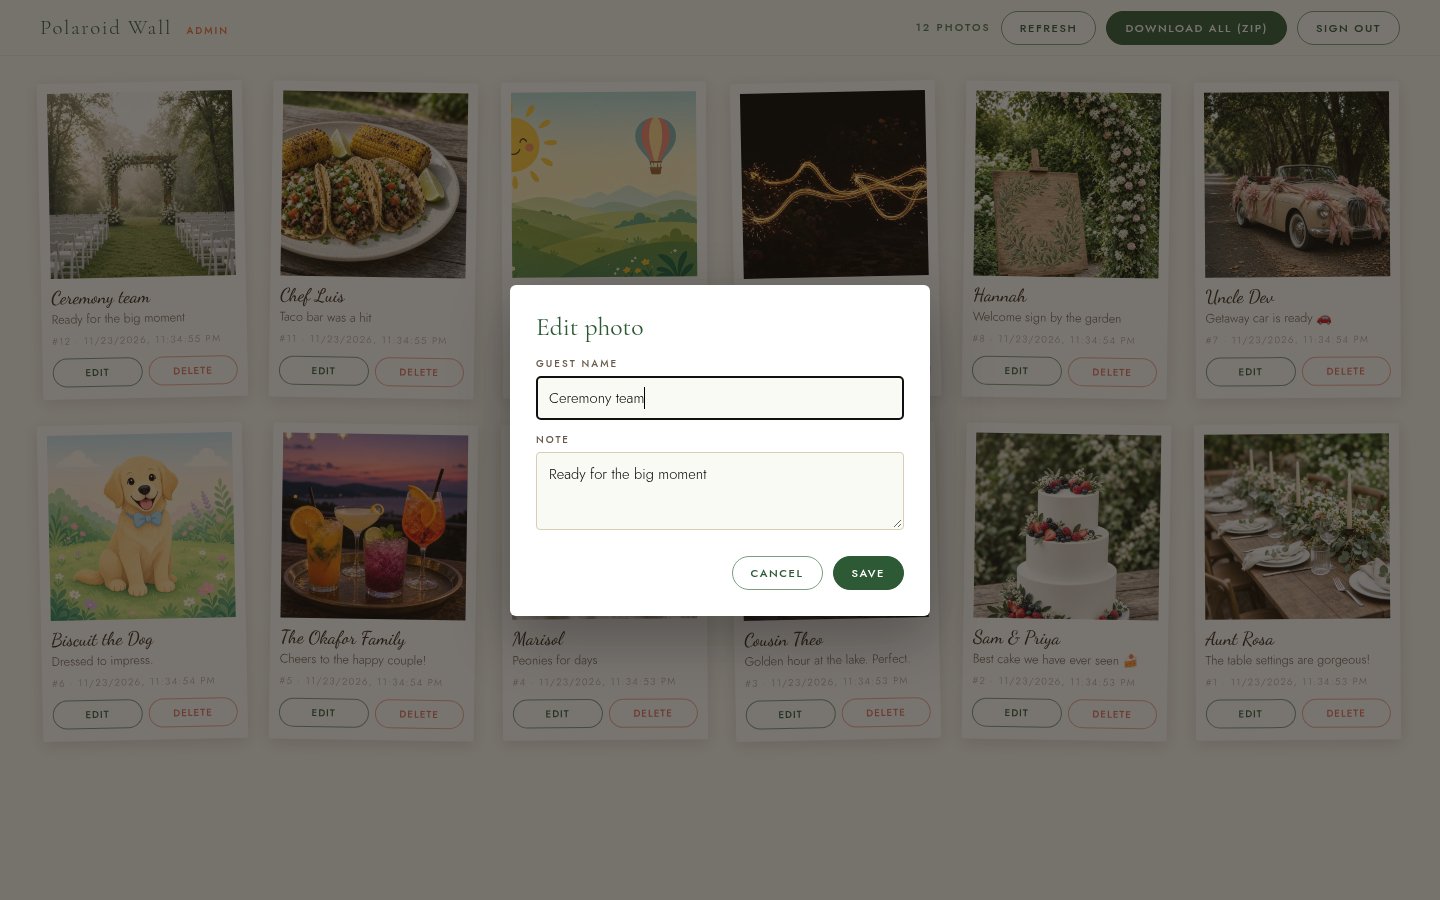 Polaroid Wall ADMIN 12 PHOTOS REFRESH DOWNLOAD ALL (ZIP) SIGN OUT
Ceremony team
Ready for the big moment
#12 · 11/23/2026, 11:34:55 PM
EDIT DELETE
Chef Luis
Taco bar was a hit
#11 · 11/23/2026, 11:34:55 PM
EDIT DELETE
Hannah
Welcome sign by the garden
#8 · 11/23/2026, 11:34:54 PM
EDIT DELETE
Uncle Dev
Getaway car is ready 🚗
#7 · 11/23/2026, 11:34:54 PM
EDIT DELETE
Edit photo
GUEST NAME
Ceremony team
NOTE
Ready for the big moment
CANCEL SAVE
Biscuit the Dog
Dressed to impress.
#6 · 11/23/2026, 11:34:54 PM
EDIT DELETE
The Okafor Family
Cheers to the happy couple!
#5 · 11/23/2026, 11:34:54 PM
EDIT DELETE
Marisol
Peonies for days
#4 · 11/23/2026, 11:34:53 PM
EDIT DELETE
Cousin Theo
Golden hour at the lake. Perfect.
#3 · 11/23/2026, 11:34:53 PM
EDIT DELETE
Sam & Priya
Best cake we have ever seen 🍰
#2 · 11/23/2026, 11:34:53 PM
EDIT DELETE
Aunt Rosa
The table settings are gorgeous!
#1 · 11/23/2026, 11:34:53 PM
EDIT DELETE